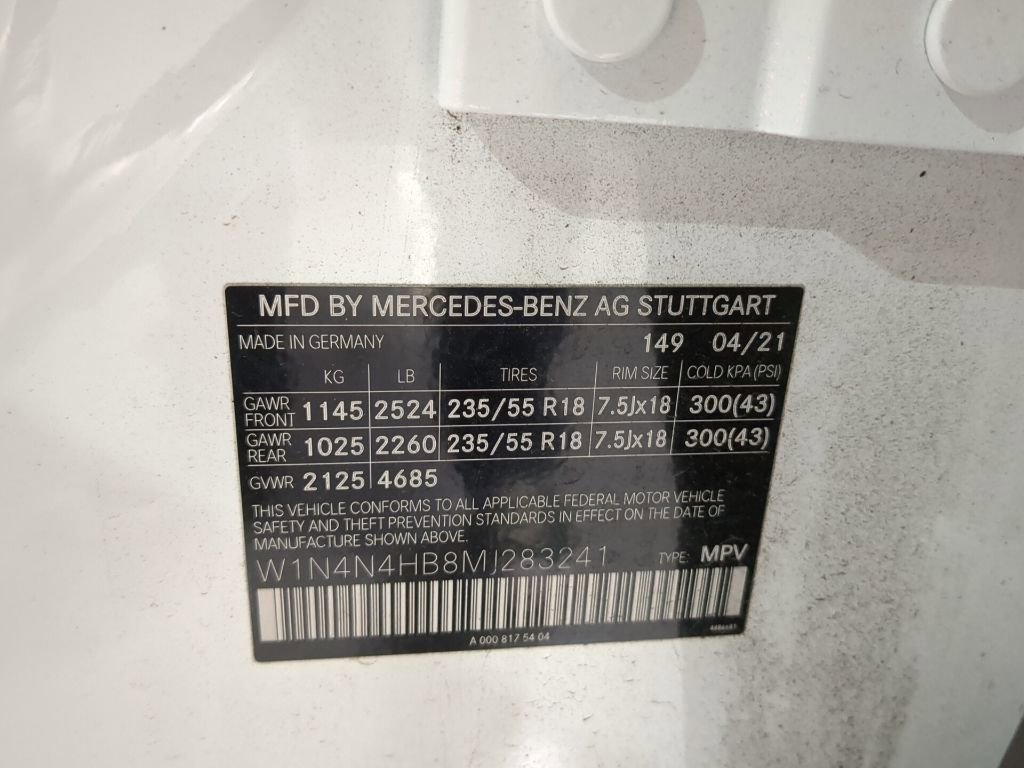 MFD BY MERCEDES-BENZ AG STUTTGART
MADE IN GERMANY 149 04/21
KG LB TIRES RIM SIZE COLD KPA (PSI)
GAWR FRONT 1145 2524 235/55 R18 7.5Jx18 300(43)
GAWR REAR 1025 2260 235/55 R18 7.5Jx18 300(43)
GVWR 2125 4685
THIS VEHICLE CONFORMS TO ALL APPLICABLE FEDERAL MOTOR VEHICLE
SAFETY AND THEFT PREVENTION STANDARDS IN EFFECT ON THE DATE OF
MANUFACTURE SHOWN ABOVE.
W1N4N4HB8MJ283241 TYPE: MPV
A 000 817 54 04